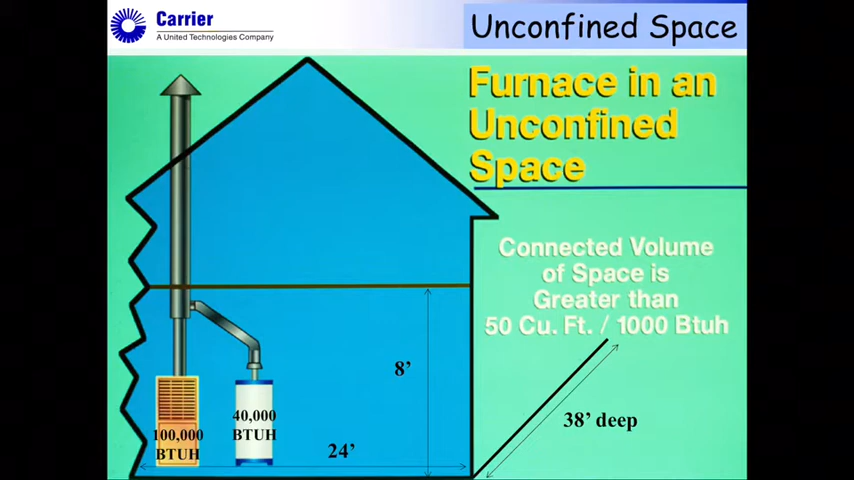 Carrier
A United Technologies Company
Unconfined Space
Furnace in an
Unconfined
Space
Connected Volume
of Space is
Greater than
50 Cu. Ft. / 1000 Btuh
8’
40,000
BTUH
100,000
BTUH
24’
38’ deep